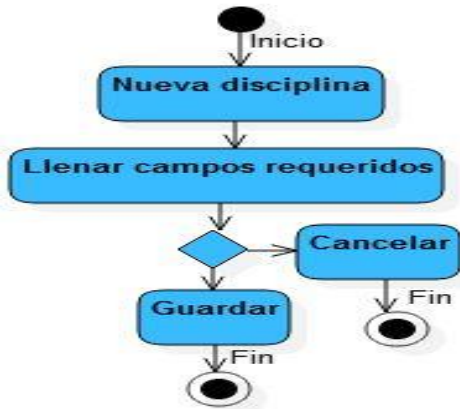 Inicio
Nueva disciplina
Llenar campos requeridos
Cancelar
Guardar
Fin
Fin